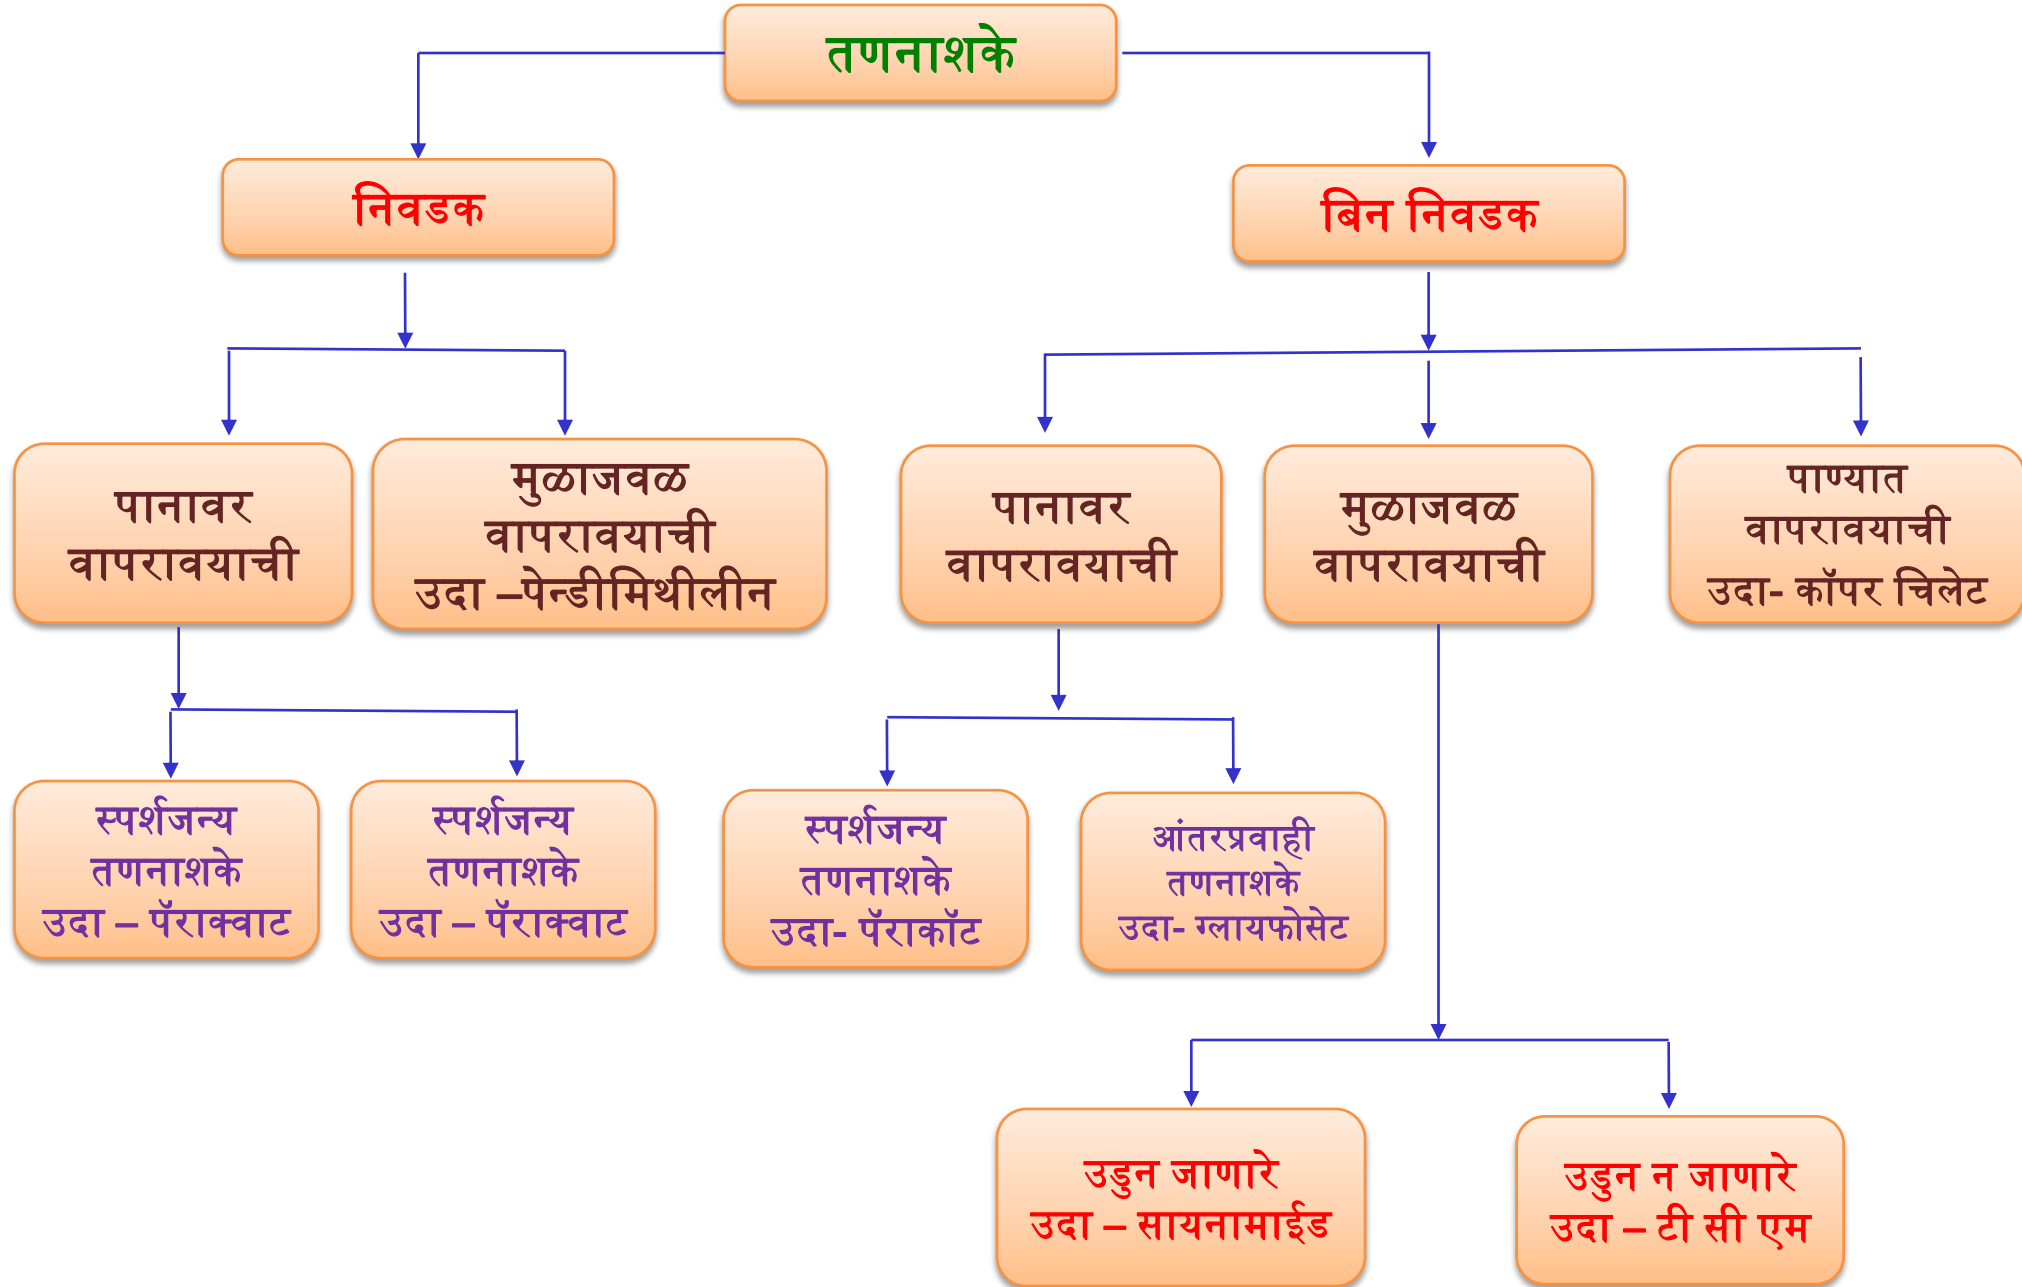 तणनाशके
निवडक
बिन निवडक
पानावर
वापरावयाची
मुळाजवळ
वापरावयाची
उदा –पेन्डीमिथीलीन
पानावर
वापरावयाची
मुळाजवळ
वापरावयाची
पाण्यात
वापरावयाची
उदा- कॉपर चिलेट
स्पर्शजन्य
तणनाशके
उदा – पॅराक्वाट
स्पर्शजन्य
तणनाशके
उदा – पॅराक्वाट
स्पर्शजन्य
तणनाशके
उदा- पॅराकॉट
आंतरप्रवाही
तणनाशके
उदा- ग्लायफोसेट
उडुन जाणारे
उदा – सायनामाईड
उडुन न जाणारे
उदा – टी सी एम